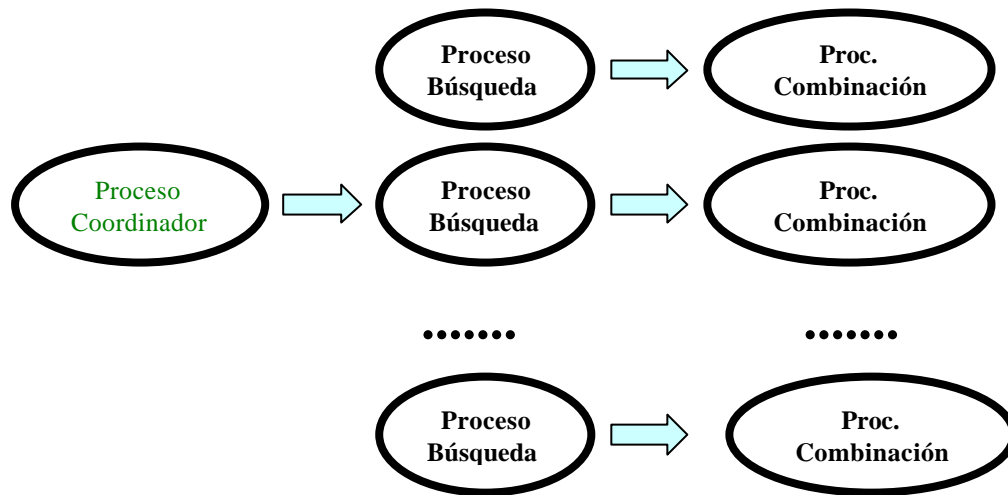 Proceso
Búsqueda
Proc.
Combinación
Proceso
Coordinador
Proceso
Búsqueda
Proc.
Combinación
.......
.......
Proceso
Búsqueda
Proc.
Combinación